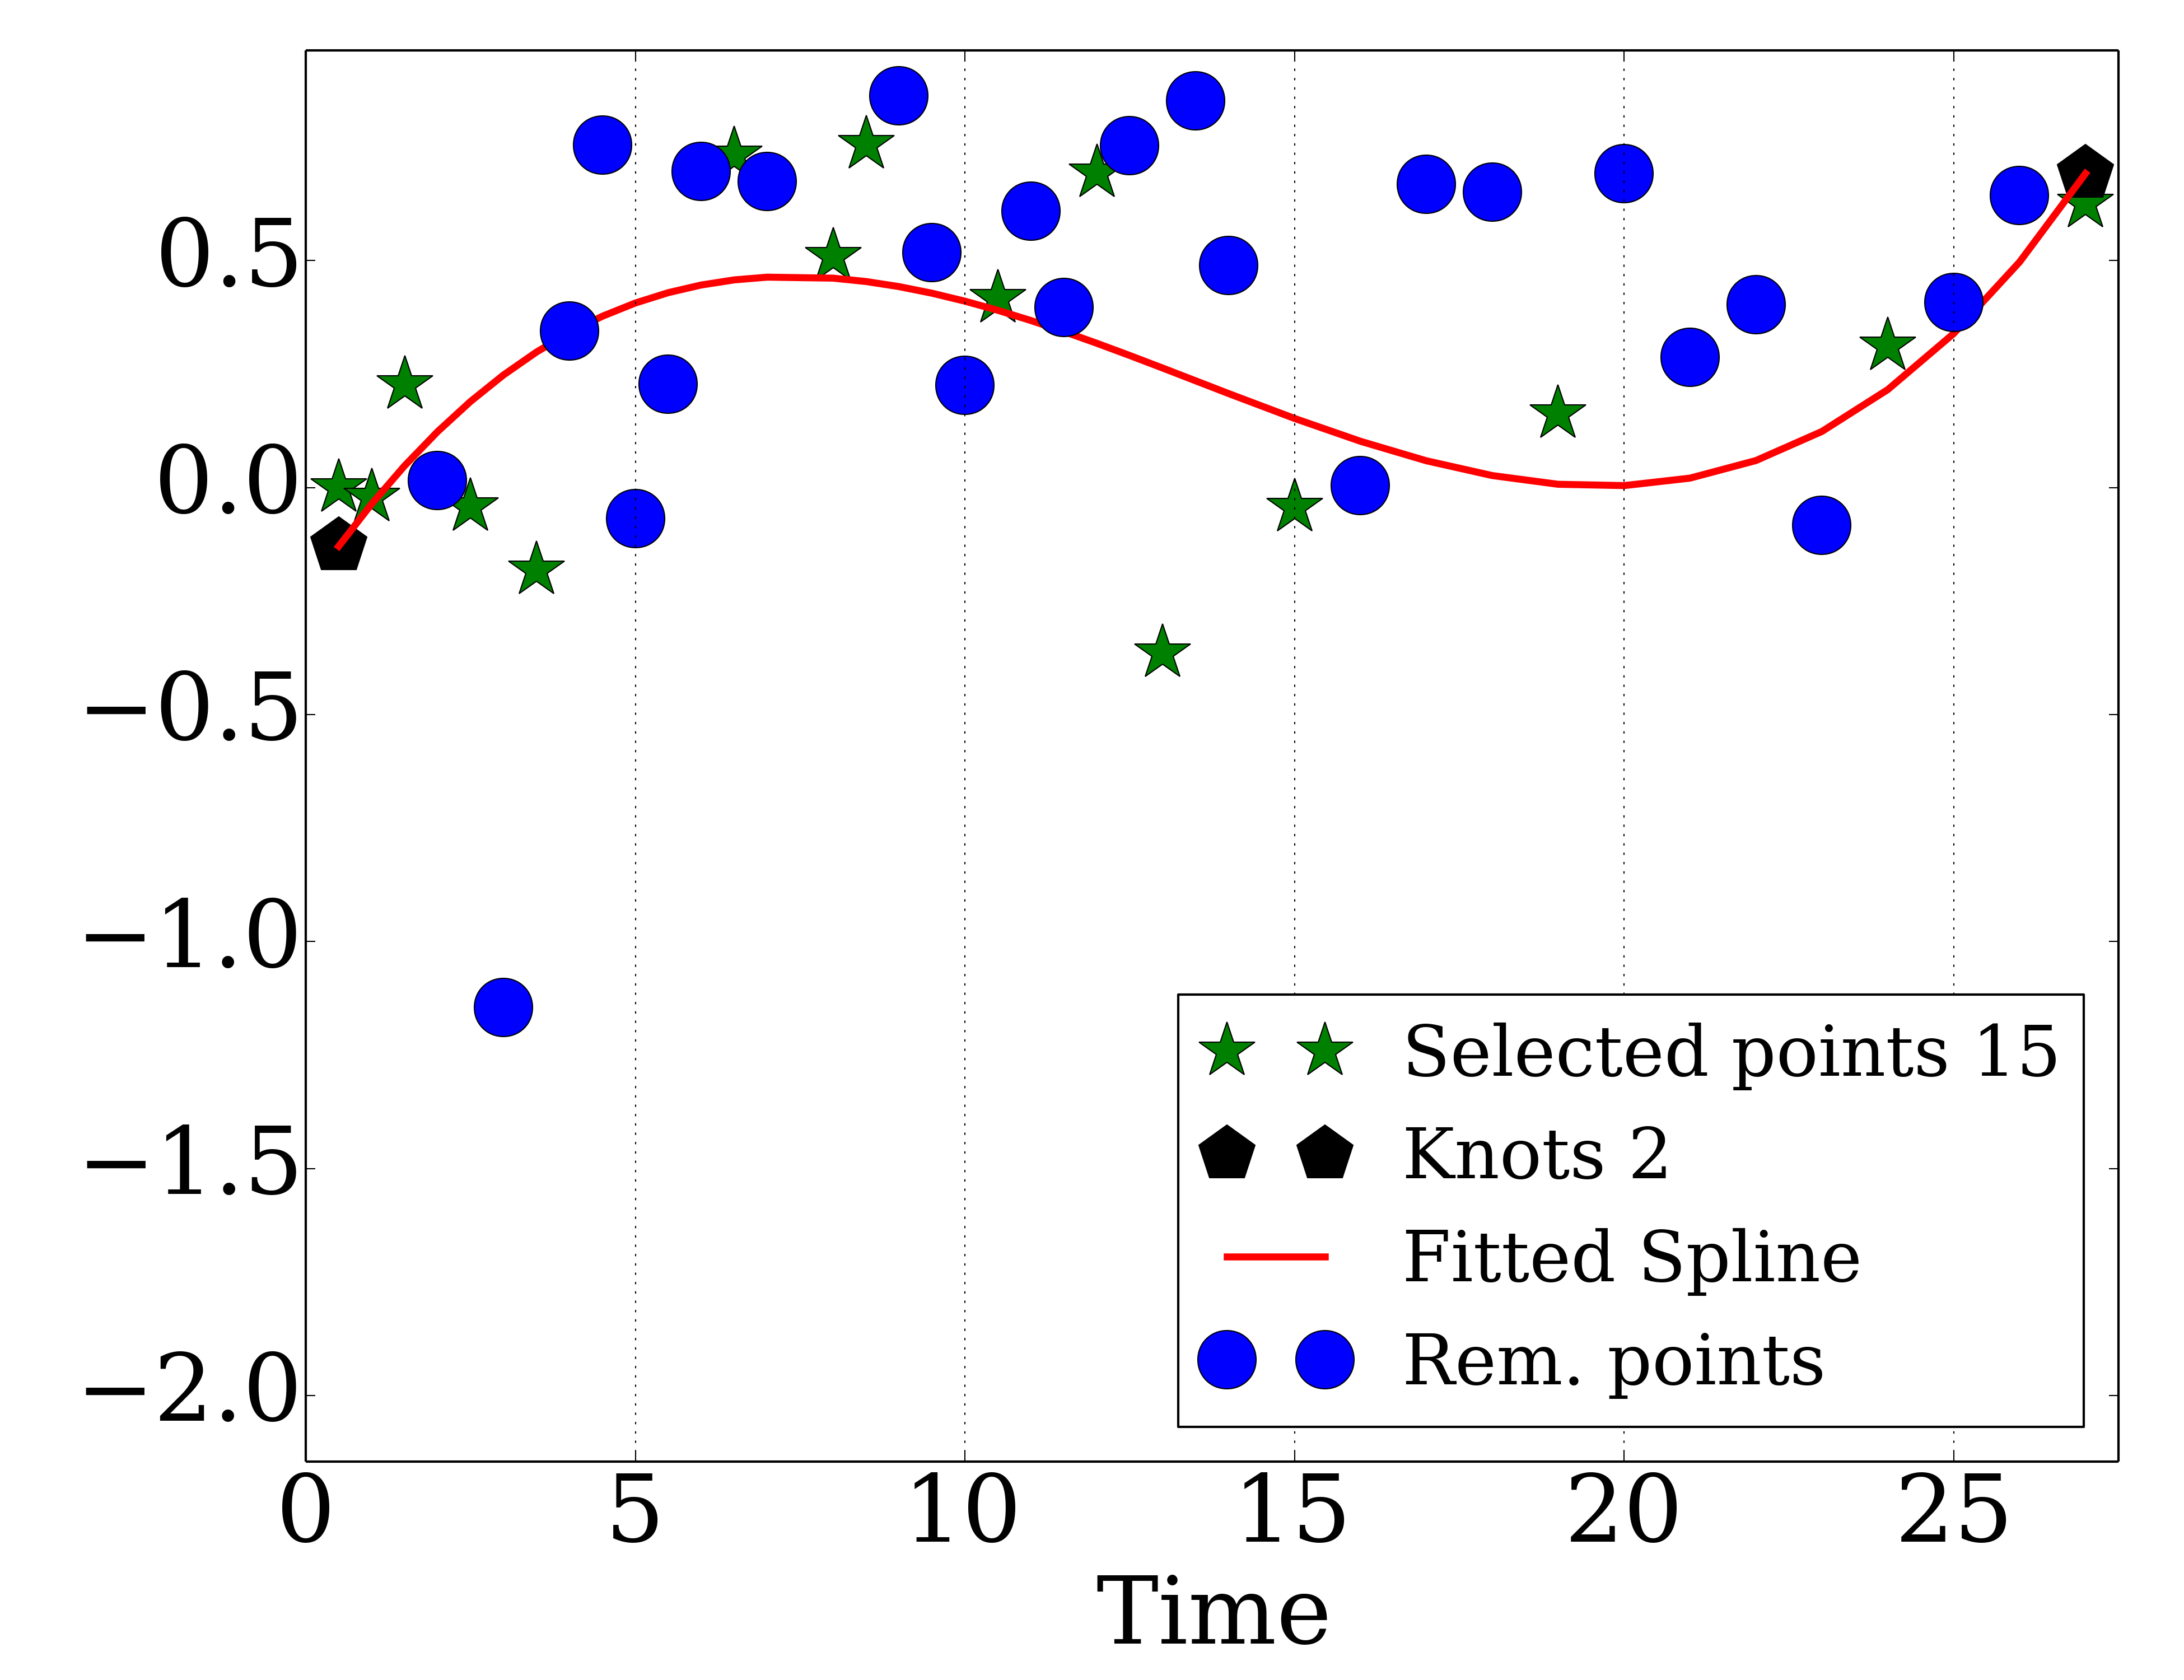 0.5
0.0
−0.5
−1.0
−1.5
−2.0
Selected points 15
Knots 2
Fitted Spline
Rem. points
0 5 10 15 20 25
Time